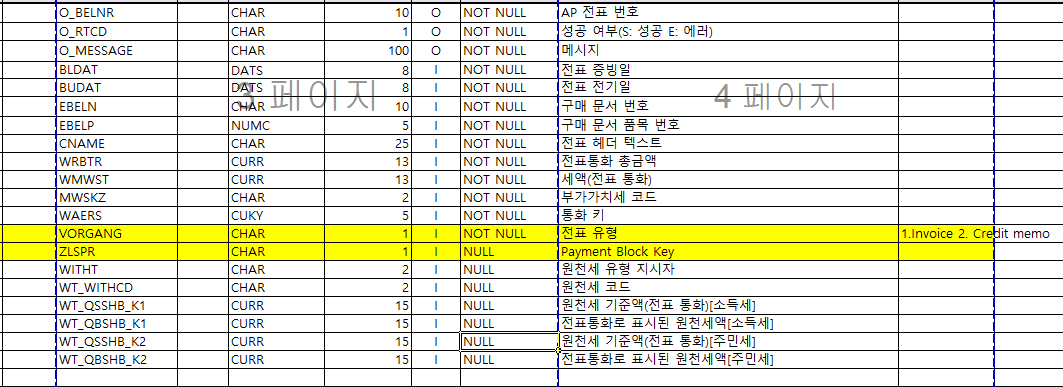 O_BELNR CHAR 10 O NOT NULL AP 전표 번호
O_RTCD CHAR 1 O NOT NULL 성공 여부(S: 성공 E: 에러)
O_MESSAGE CHAR 100 O NOT NULL 메시지
BLDAT DATS 8 I NOT NULL 전표 증빙일
BUDAT DATS 8 I NOT NULL 전표 전기일
3 페이지 4 페이지
EBELN CHAR 10 I NOT NULL 구매 문서 번호
EBELP NUMC 5 I NOT NULL 구매 문서 품목 번호
CNAME CHAR 25 I NOT NULL 전표 헤더 텍스트
WRBTR CURR 13 I NOT NULL 전표통화 총금액
WMWST CURR 13 I NOT NULL 세액(전표 통화)
MWSKZ CHAR 2 I NOT NULL 부가가치세 코드
WAERS CUKY 5 I NOT NULL 통화 키
VORGANG CHAR 1 I NOT NULL 전표 유형 1.Invoice 2. Credit memo
ZLSPR CHAR 1 I NULL Payment Block Key
WITHT CHAR 2 I NULL 원천세 유형 지시자
WT_WITHCD CHAR 2 I NULL 원천세 코드
WT_QSSHB_K1 CURR 15 I NULL 원천세 기준액(전표 통화)[소득세]
WT_QBSHB_K1 CURR 15 I NULL 전표통화로 표시된 원천세액[소득세]
WT_QSSHB_K2 CURR 15 I NULL 원천세 기준액(전표 통화)[주민세]
WT_QBSHB_K2 CURR 15 I NULL 전표통화로 표시된 원천세액[주민세]